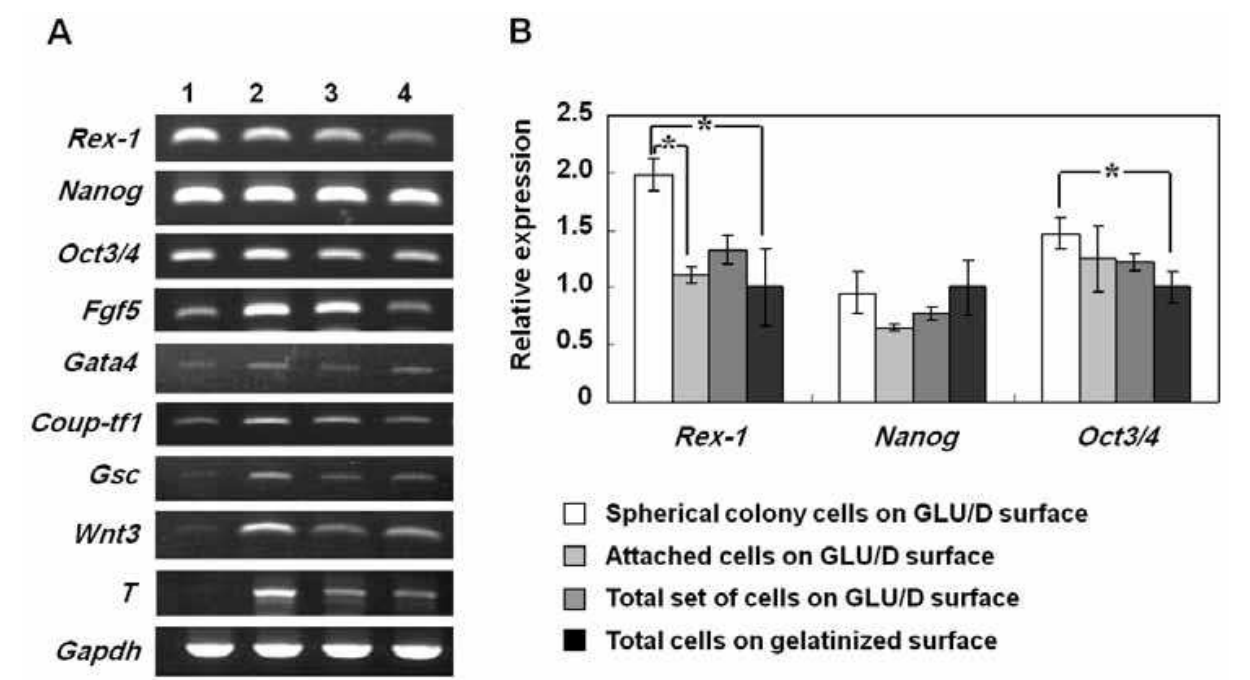 A
B
1 2 3 4
Rex-1
Nanog
Oct3/4
Fgf5
Gata4
Coup-tf1
Gsc
Wnt3
T
Gapdh
Relative expression
2.5
2.0
1.5
1.0
0.5
0
* *
*
Rex-1 Nanog Oct3/4
Spherical colony cells on GLU/D surface
Attached cells on GLU/D surface
Total set of cells on GLU/D surface
Total cells on gelatinized surface